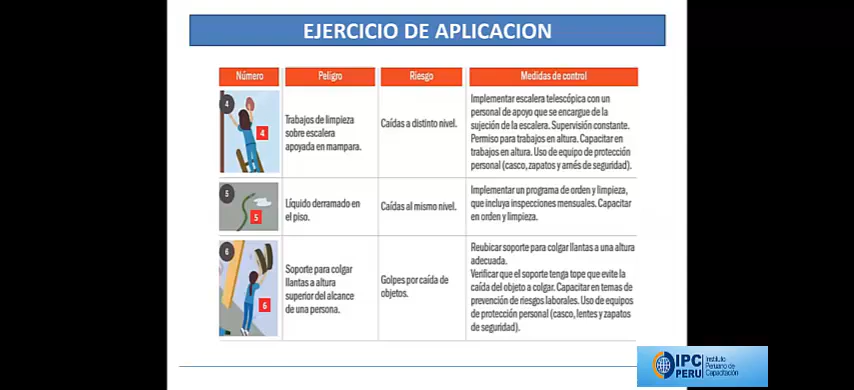 EJERCICIO DE APLICACION
Número Peligro Riesgo Medidas de control
4
4
Trabajos de limpieza
sobre escalera
apoyada en mampara.
Caídas a distinto nivel.
Implementar escalera telescópica con un
personal de apoyo que se encargue de la
sujeción de la escalera. Supervisión constante.
Permiso para trabajos en altura. Capacitar en
trabajos en altura. Uso de equipo de protección
personal (casco, zapatos y arnés de seguridad).
5
5
Líquido derramado en
el piso.
Caídas al mismo nivel.
Implementar un programa de orden y limpieza,
que incluya inspecciones mensuales. Capacitar
en orden y limpieza.
6
6
Soporte para colgar
llantas a altura
superior del alcance
de una persona.
Golpes por caída de
objetos.
Reubicar soporte para colgar llantas a una altura
adecuada.
Verificar que el soporte tenga tope que evite la
caída del objeto a colgar. Capacitar en temas de
prevención de riesgos laborales. Uso de equipos
de protección personal (casco, lentes y zapatos
de seguridad).
IPC
PERU
Instituto
Peruano de
Capacitación